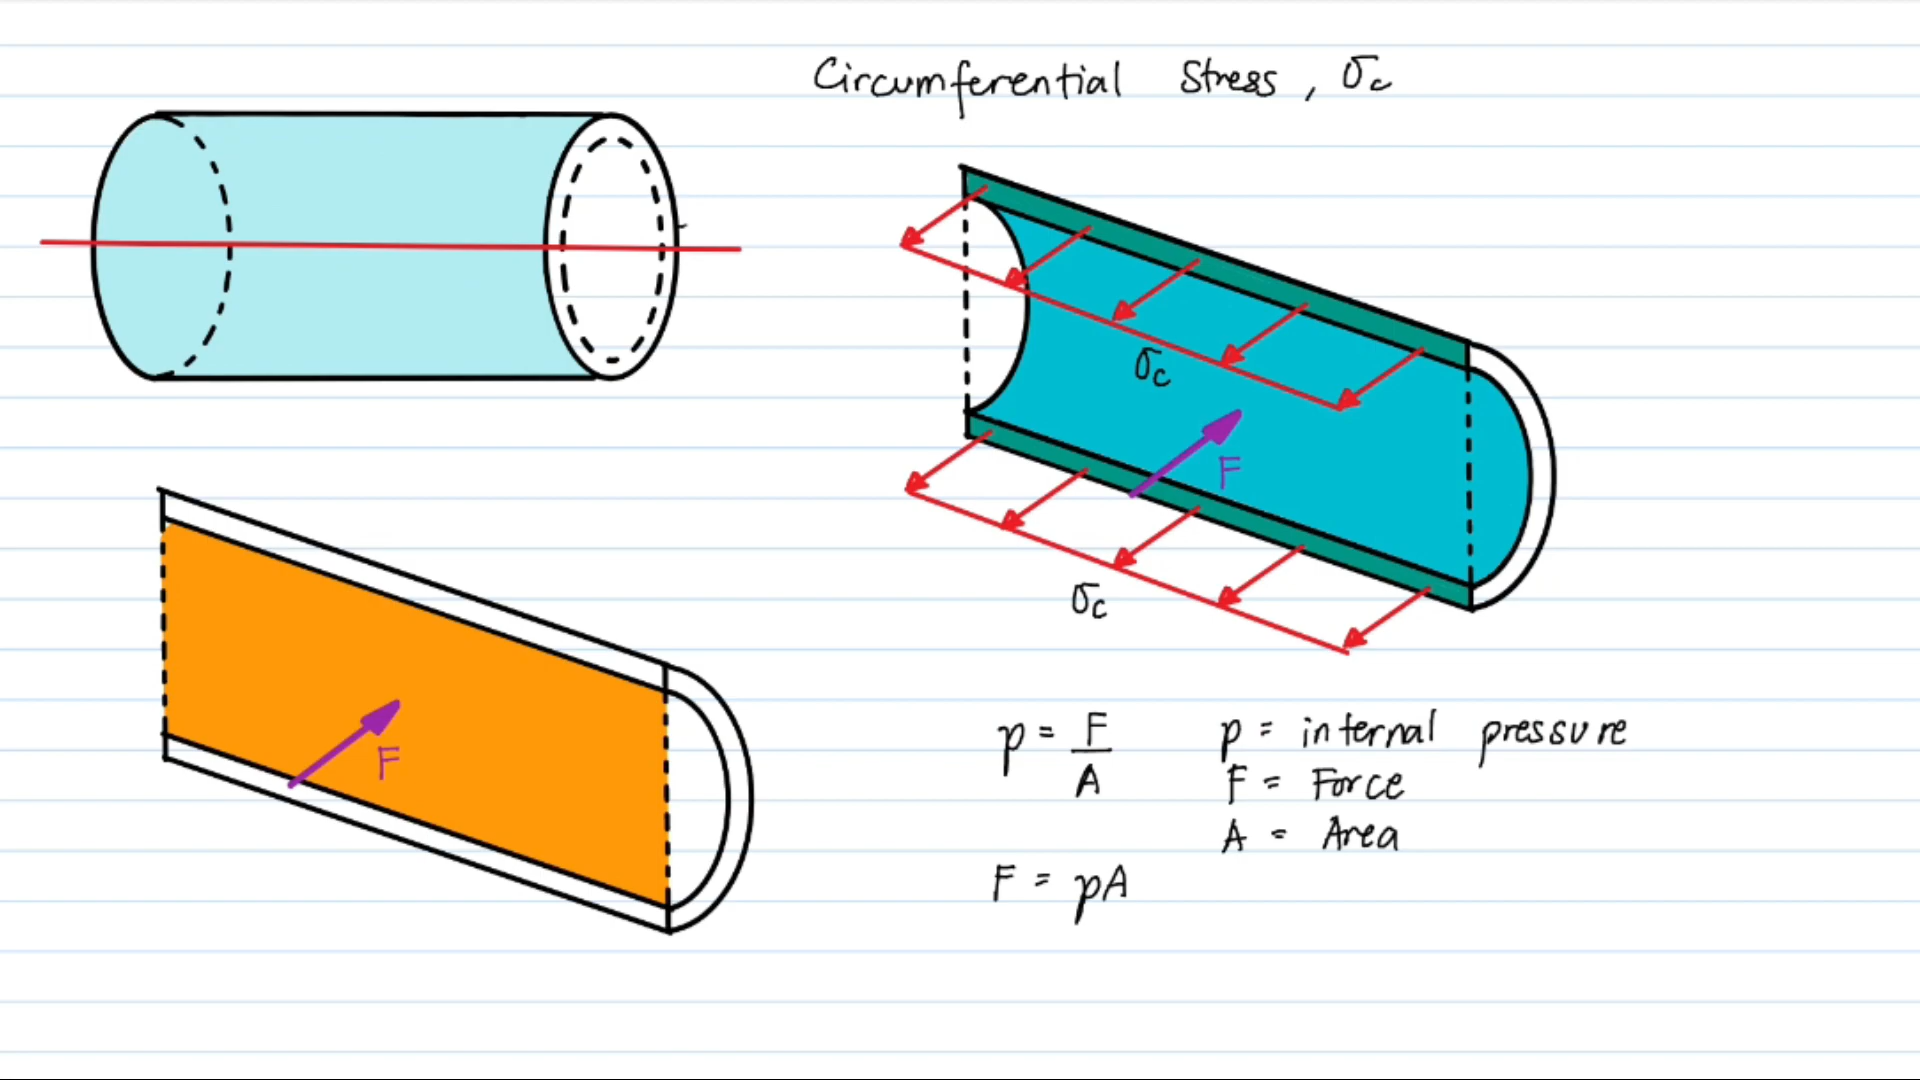 Circumferential Stress, σc
σc
F
σc
F
p = F/A
p = internal pressure
F = Force
A = Area
F = pA